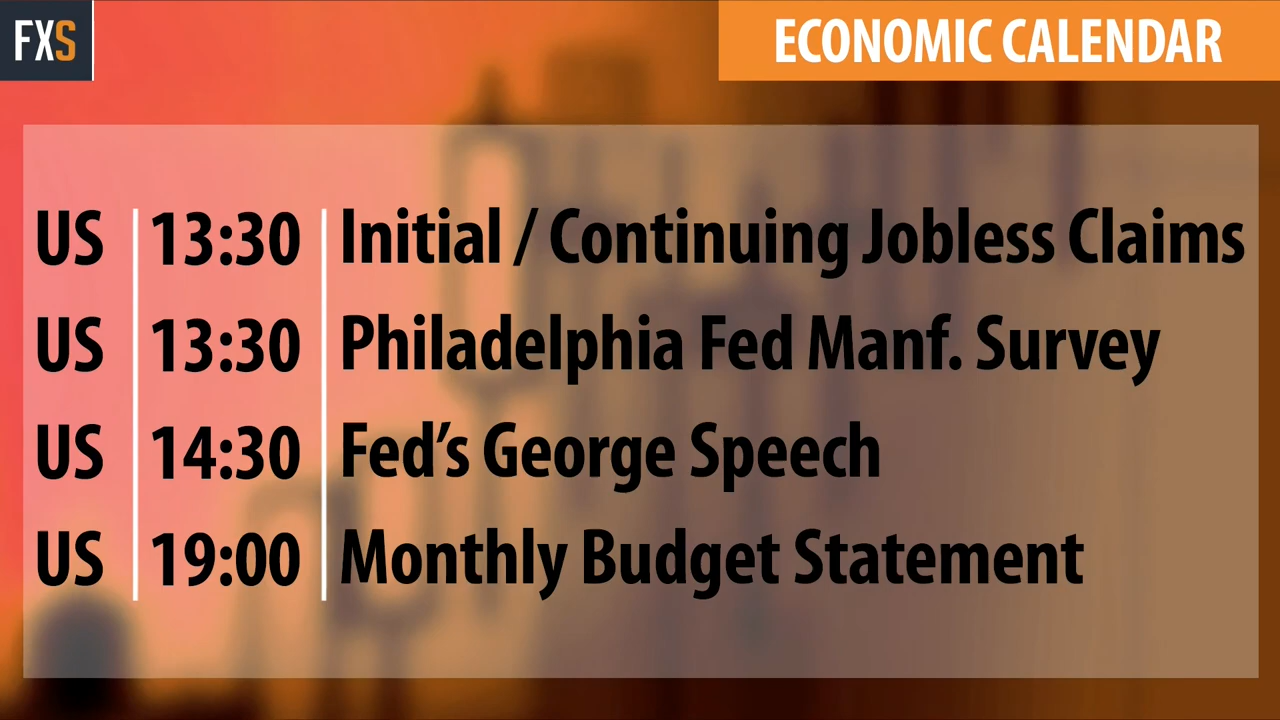 FXS
ECONOMIC CALENDAR
US 13:30 Initial / Continuing Jobless Claims
US 13:30 Philadelphia Fed Manf. Survey
US 14:30 Fed’s George Speech
US 19:00 Monthly Budget Statement